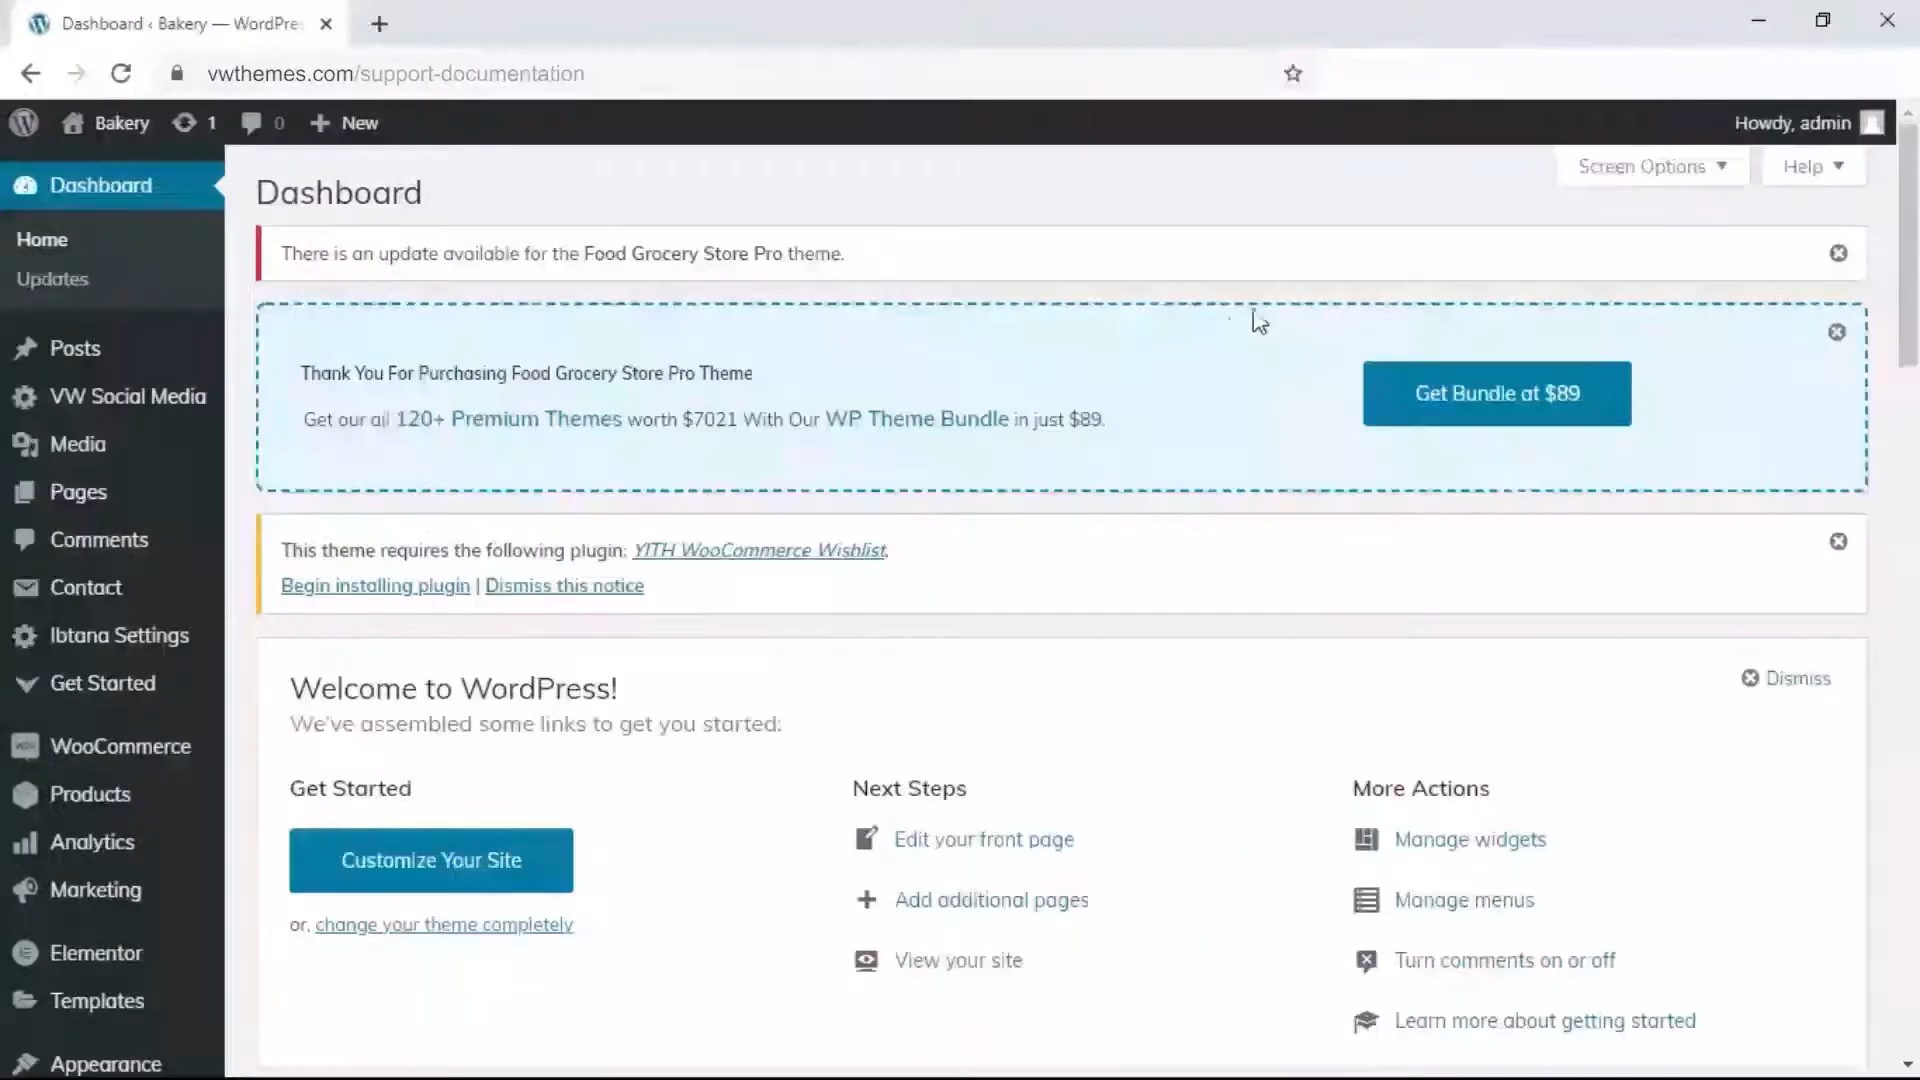 Dashboard ‹ Bakery — WordPre
vwthemes.com/support-documentation
Bakery 1 0 New Howdy, admin
Screen Options Help
Dashboard
Home
Updates
Posts
VW Social Media
Media
Pages
Comments
Contact
Ibtana Settings
Get Started
WooCommerce
Products
Analytics
Marketing
Elementor
Templates
Appearance
Dashboard
There is an update available for the Food Grocery Store Pro theme.
Thank You For Purchasing Food Grocery Store Pro Theme
Get our all 120+ Premium Themes worth $7021 With Our WP Theme Bundle in just $89.
Get Bundle at $89
This theme requires the following plugin: YITH WooCommerce Wishlist.
Begin installing plugin | Dismiss this notice
Welcome to WordPress!
Dismiss
We've assembled some links to get you started:
Get Started
Customize Your Site
or, change your theme completely
Next Steps
Edit your front page
Add additional pages
View your site
More Actions
Manage widgets
Manage menus
Turn comments on or off
Learn more about getting started